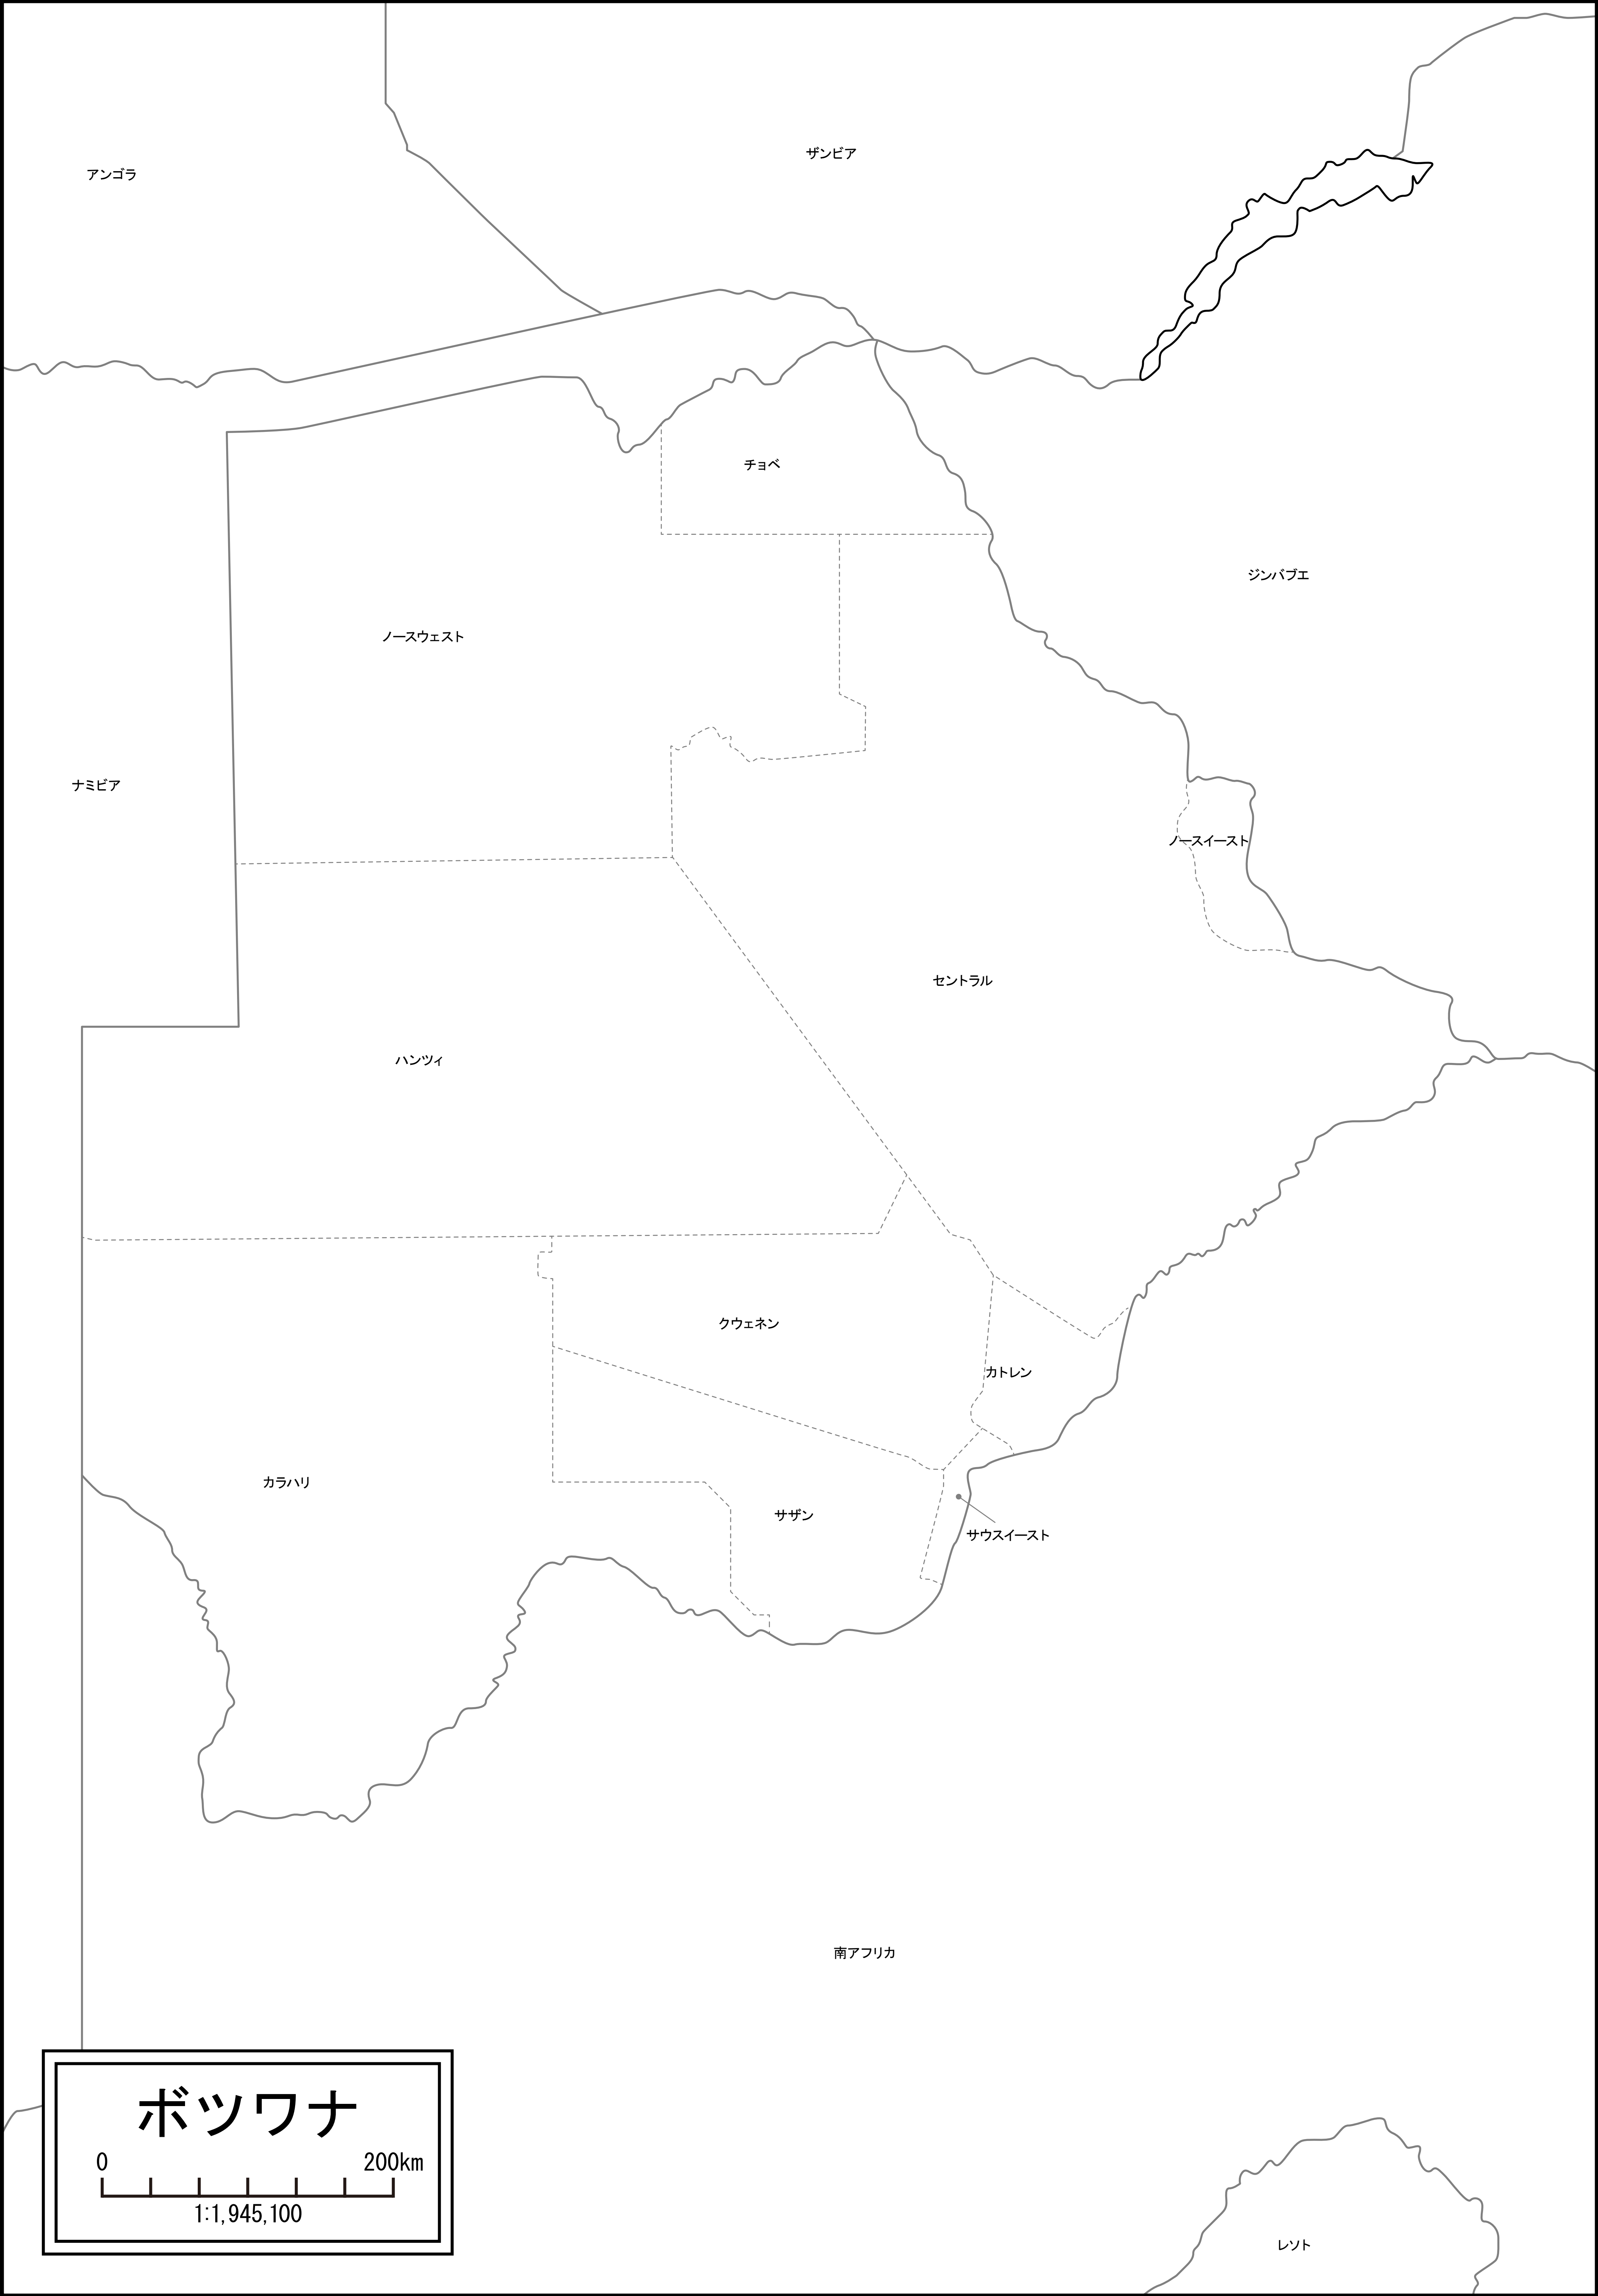 ザンビア
アンゴラ
チョベ
ジンバブエ
ノースウェスト
ナミビア
ノースイースト
セントラル
ハンツィ
クウェネン
カトレン
カラハリ
サザン
サウスイースト
南アフリカ
ボツワナ
0 200km
1:1,945,100
レソト